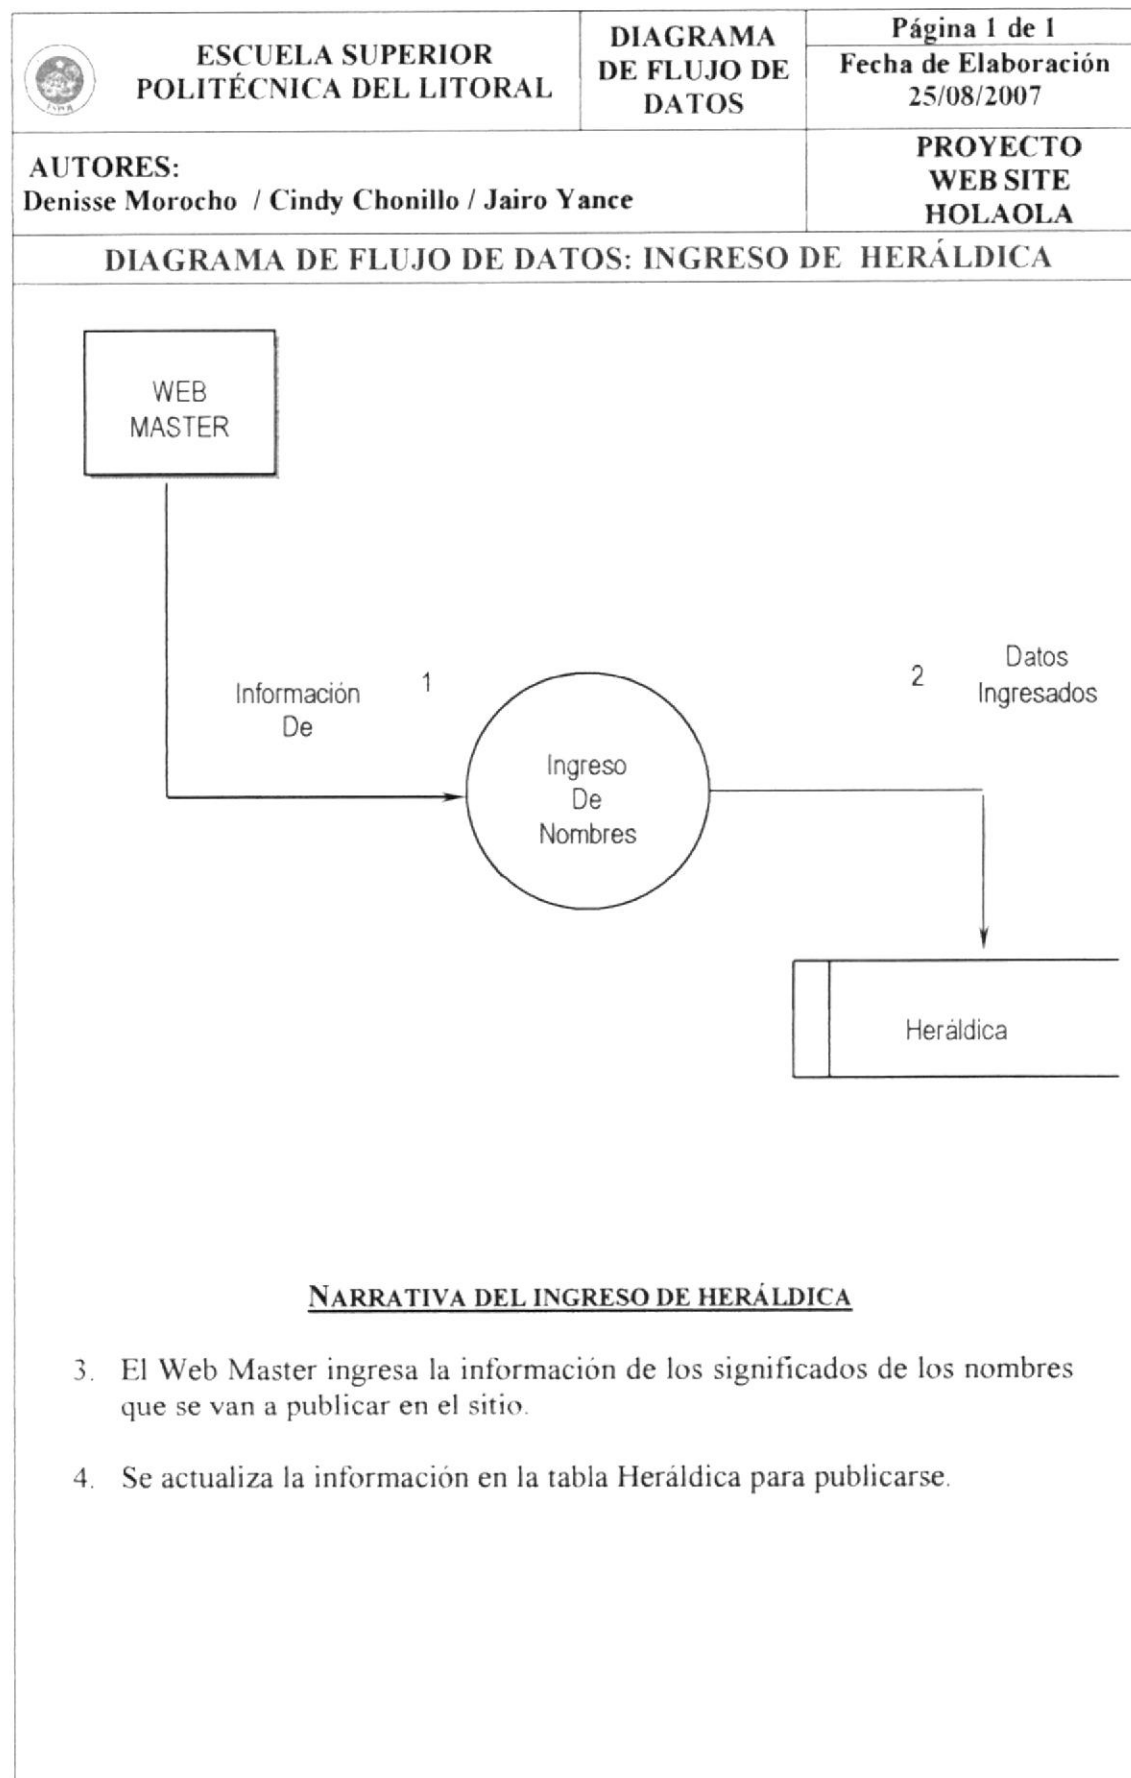 ESCUELA SUPERIOR
POLITÉCNICA DEL LITORAL
DIAGRAMA
DE FLUJO DE
DATOS
Página 1 de 1
Fecha de Elaboración
25/08/2007
AUTORES:
Denisse Morocho / Cindy Chonillo / Jairo Yance
PROYECTO
WEB SITE
HOLAOLA
DIAGRAMA DE FLUJO DE DATOS: INGRESO DE HERÁLDICA
WEB
MASTER
Información
De
1
Ingreso
De
Nombres
2
Datos
Ingresados
Heráldica
NARRATIVA DEL INGRESO DE HERÁLDICA
3. El Web Master ingresa la información de los significados de los nombres
que se van a publicar en el sitio.
4. Se actualiza la información en la tabla Heráldica para publicarse.